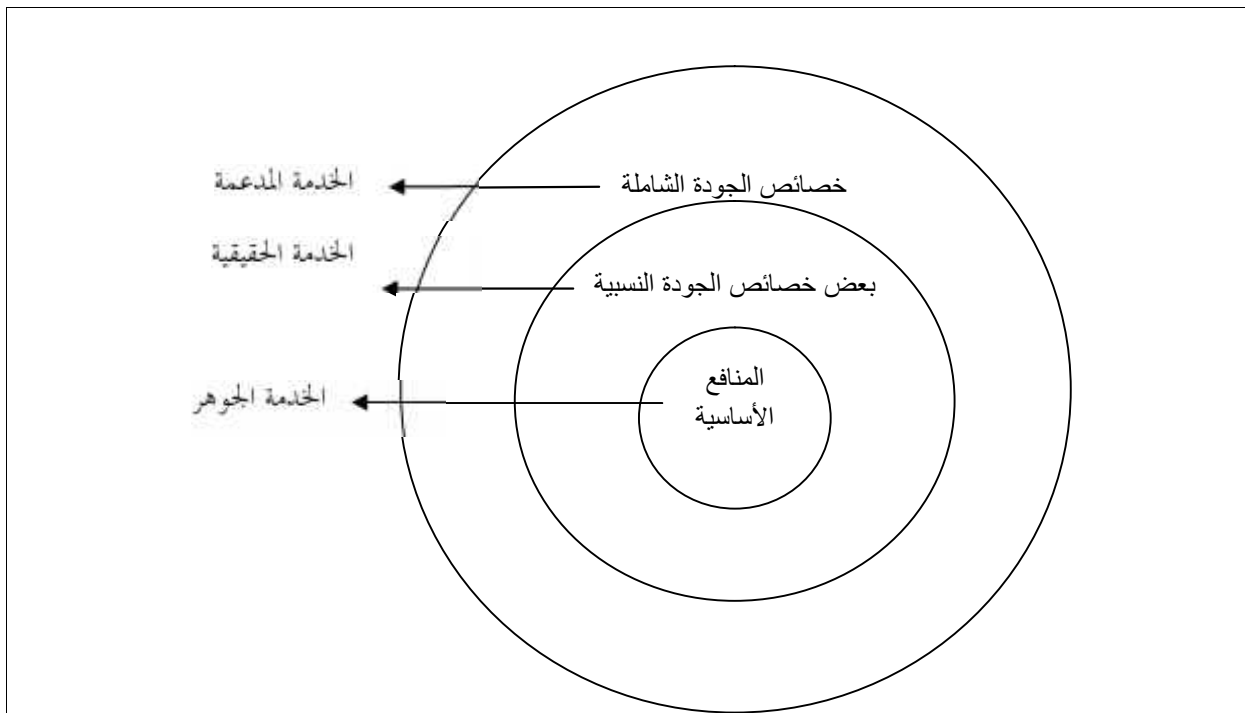 خصائص الجودة الشاملة
الخدمة المدعمة
بعض خصائص الجودة النسبية
الخدمة الحقيقية
المنافع
الأساسية
الخدمة الجوهر